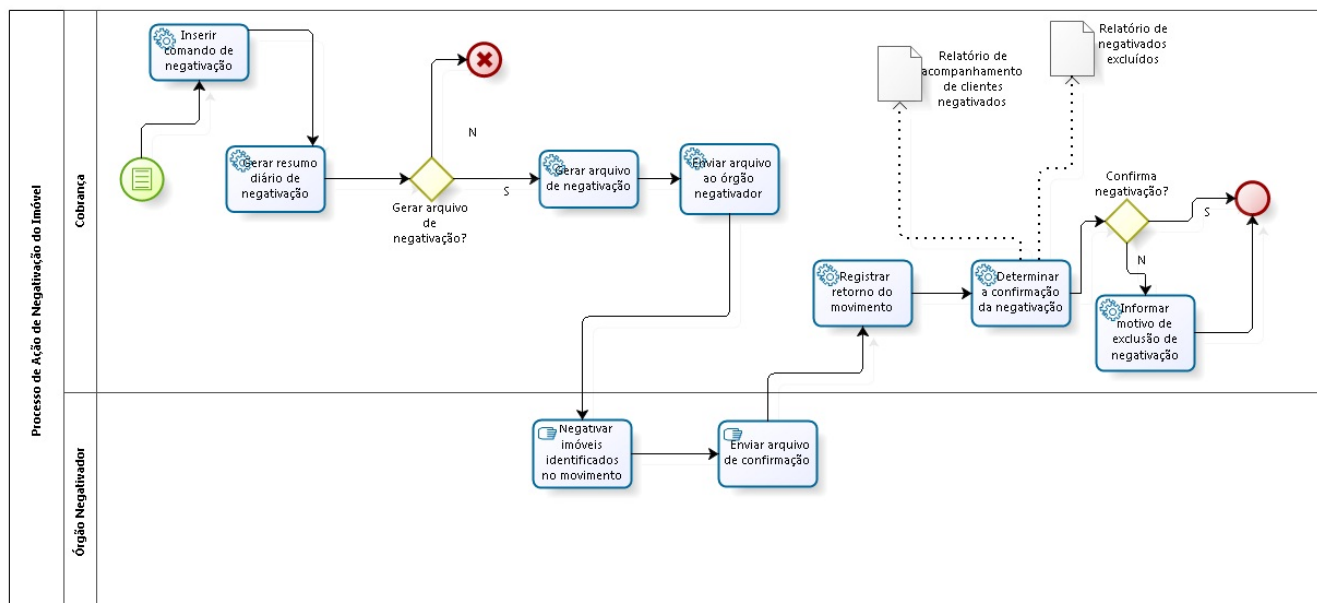 Processo de Ação de Negativação do Imóvel
Cobrança
Inserir
comando de
negativação
Gerar resumo
diário de
negativação
N
Gerar arquivo
de
negativação?
S
Gerar arquivo
de negativação
Enviar arquivo
ao órgão
negativador
Relatório de
acompanhamento
de clientes
negativados
Relatório de
negativados
excluídos
Registrar
retorno do
movimento
Determinar
a confirmação
da negativação
Confirma
negativação?
S
N
Informar
motivo de
exclusão de
negativação
Órgão Negativador
Negativar
imóveis
identificados
no movimento
Enviar arquivo
de confirmação